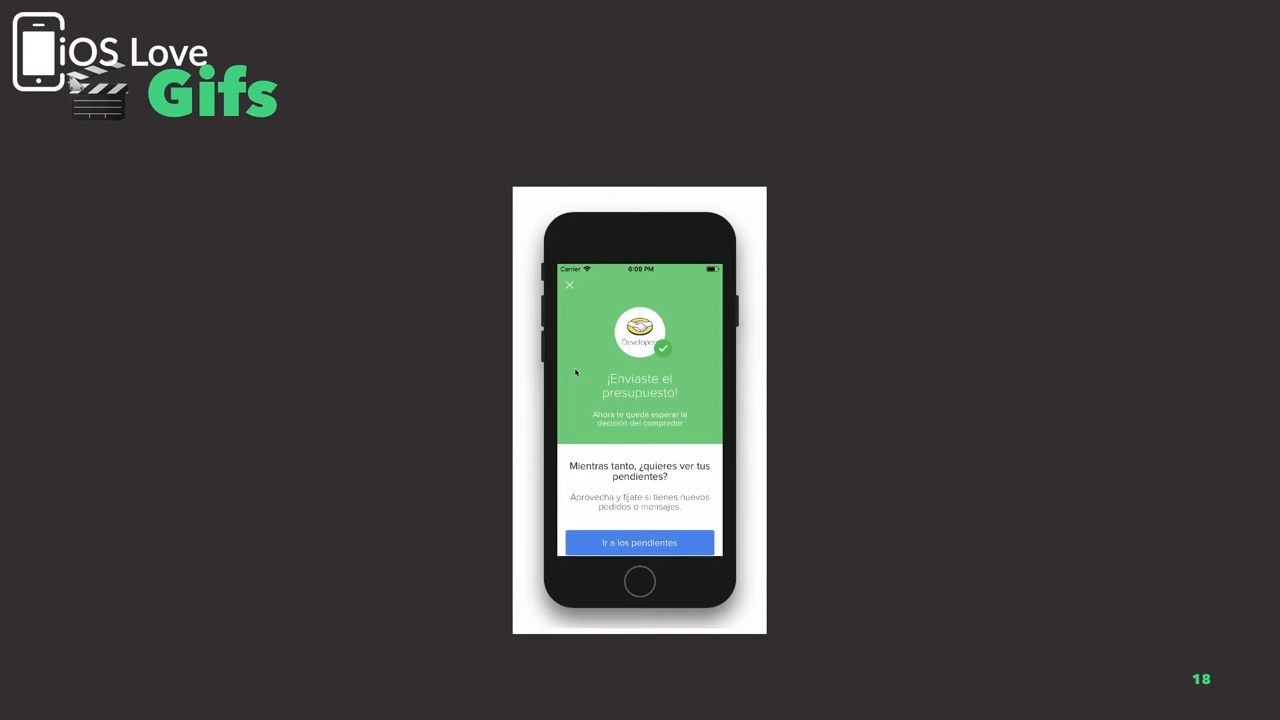 iOS Love
Gifs
Carrier
6:09 PM
Developer
¡Enviaste el
presupuesto!
Ahora te queda esperar la
decisión del comprador
Mientras tanto, ¿quieres ver tus
pendientes?
Aprovecha y fíjate si tienes nuevos
pedidos o mensajes.
Ir a los pendientes
18